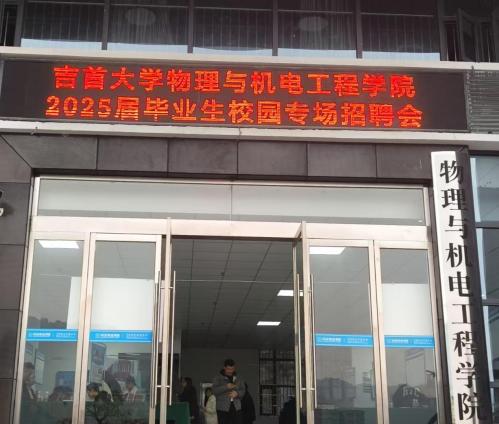 吉首大学物理与机电工程学院
2025届毕业生校园专场招聘会
物理与机电工程学院